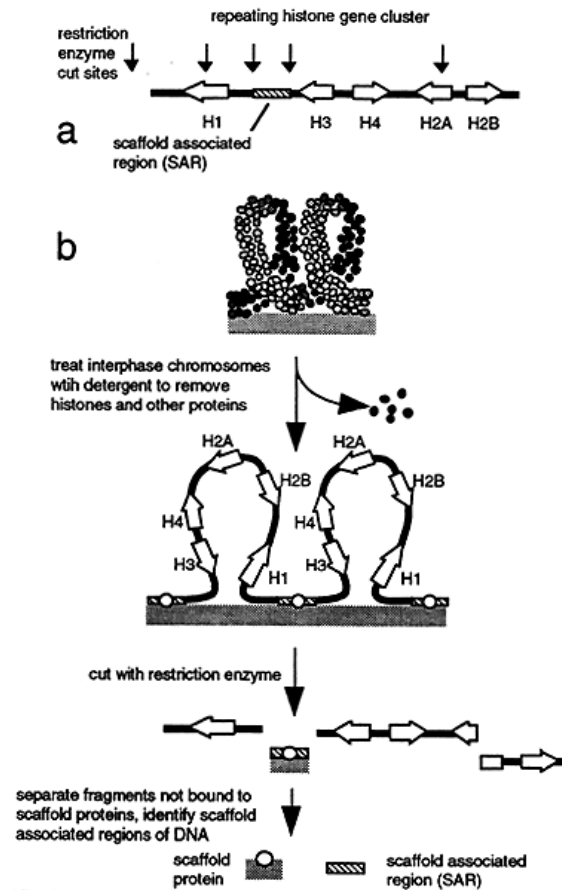 repeating histone gene cluster
restriction
enzyme
cut sites
H1
H3
H4
H2A
H2B
scaffold associated
region (SAR)
a
b
treat interphase chromosomes
wtih detergent to remove
histones and other proteins
H2A
H2B
H4
H3
H1
H2A
H2B
H4
H3
H1
cut with restriction enzyme
separate fragments not bound to
scaffold proteins, identify scaffold
associated regions of DNA
scaffold
protein
scaffold associated
region (SAR)